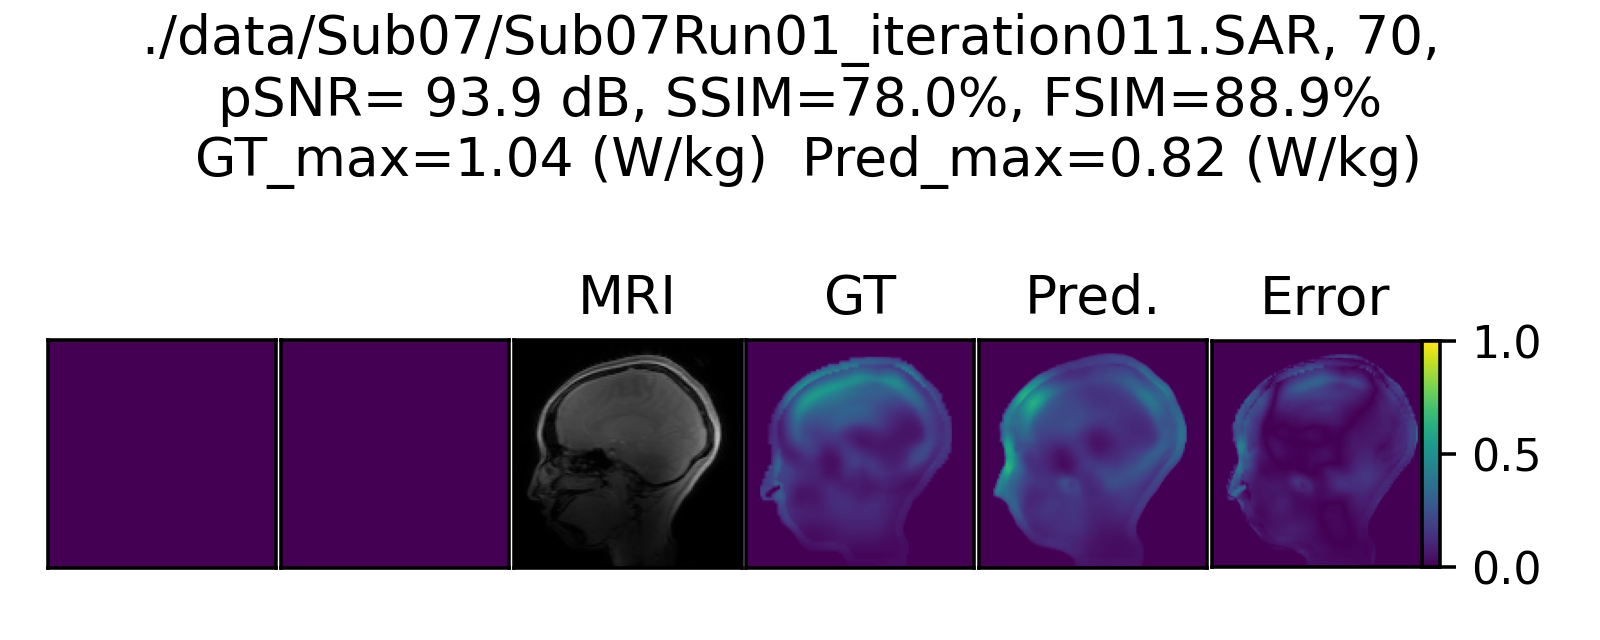 ./data/Sub07/Sub07Run01_iteration011.SAR, 70,
pSNR= 93.9 dB, SSIM=78.0%, FSIM=88.9%
GT_max=1.04 (W/kg)  Pred_max=0.82 (W/kg)
MRI GT Pred. Error
1.0
0.5
0.0